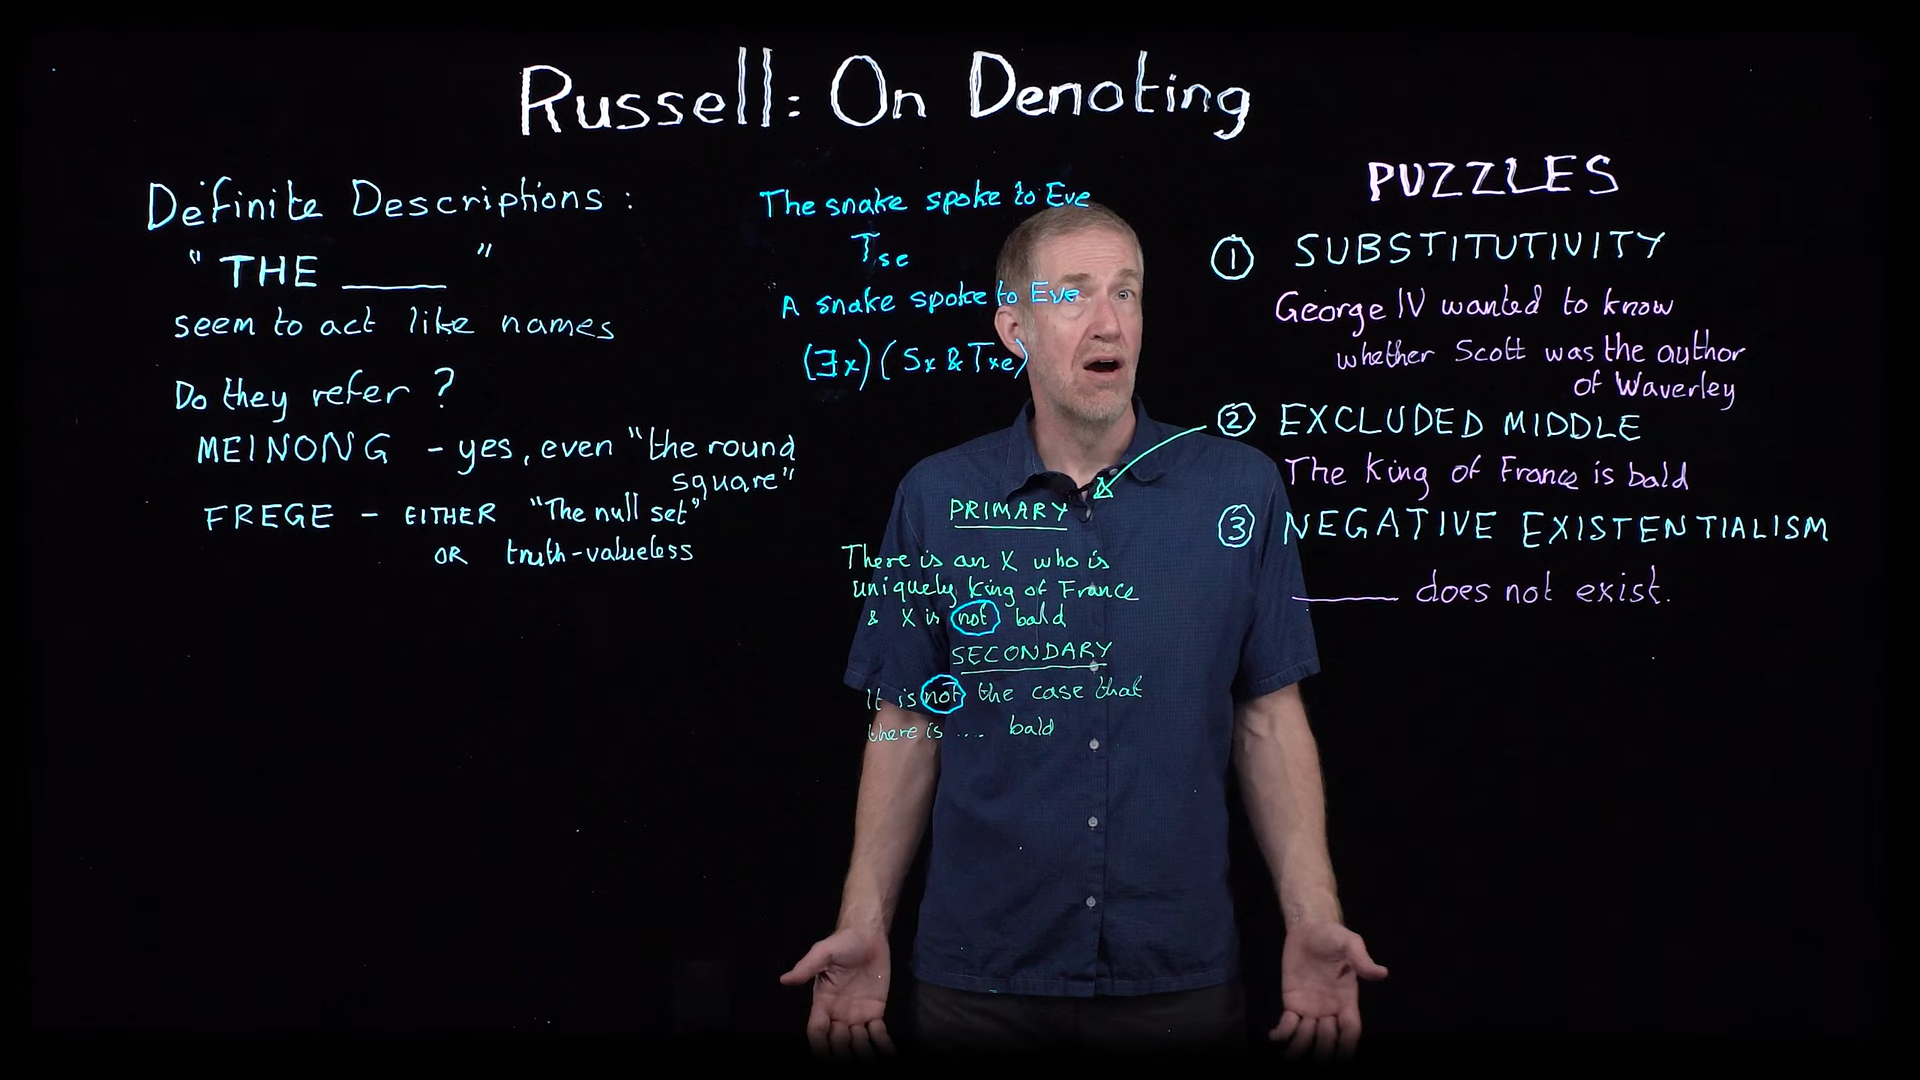 Russell: On Denoting
Definite Descriptions:
"THE ____"
seem to act like names
Do they refer?
MEINONG - yes, even "the round
square"
FREGE - EITHER "The null set"
OR truth-valueless
The snake spoke to Eve
Tse
A snake spoke to Eve
(∃x)(Sx & Txe)
PRIMARY
There is an X who is
uniquely King of France
& X is not bald
SECONDARY
It is not the case that
there is .... bald
PUZZLES
① SUBSTITUTIVITY
George IV wanted to know
whether Scott was the author
of Waverley
② EXCLUDED MIDDLE
The King of France is bald
③ NEGATIVE EXISTENTIALISM
____ does not exist.